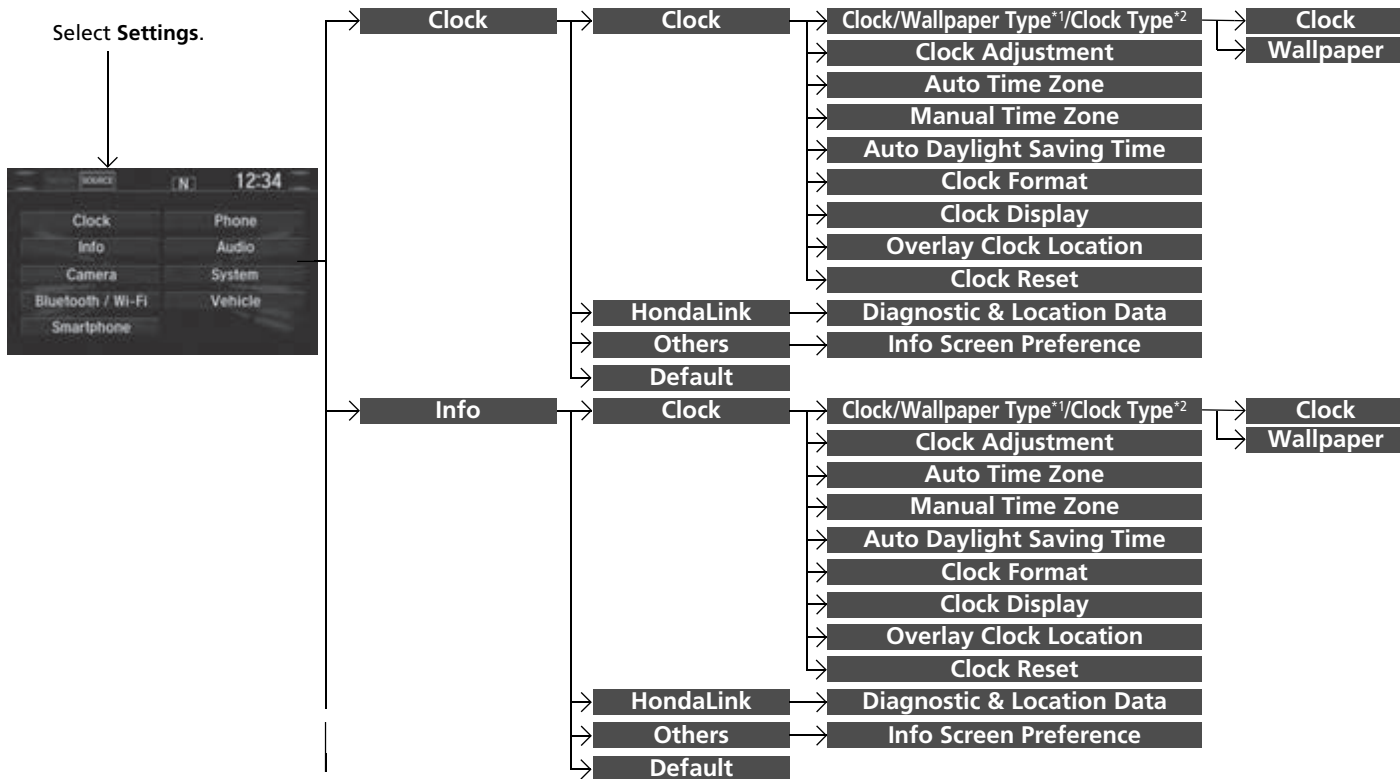 Select Settings.
SOURCE
N
12:34
Clock
Phone
Info
Audio
Camera
System
Bluetooth / Wi-Fi
Vehicle
Smartphone
Clock
Clock
Clock/Wallpaper Type*1/Clock Type*2
Clock
Wallpaper
Clock Adjustment
Auto Time Zone
Manual Time Zone
Auto Daylight Saving Time
Clock Format
Clock Display
Overlay Clock Location
Clock Reset
HondaLink
Diagnostic & Location Data
Others
Info Screen Preference
Default
Info
Clock
Clock/Wallpaper Type*1/Clock Type*2
Clock
Wallpaper
Clock Adjustment
Auto Time Zone
Manual Time Zone
Auto Daylight Saving Time
Clock Format
Clock Display
Overlay Clock Location
Clock Reset
HondaLink
Diagnostic & Location Data
Others
Info Screen Preference
Default